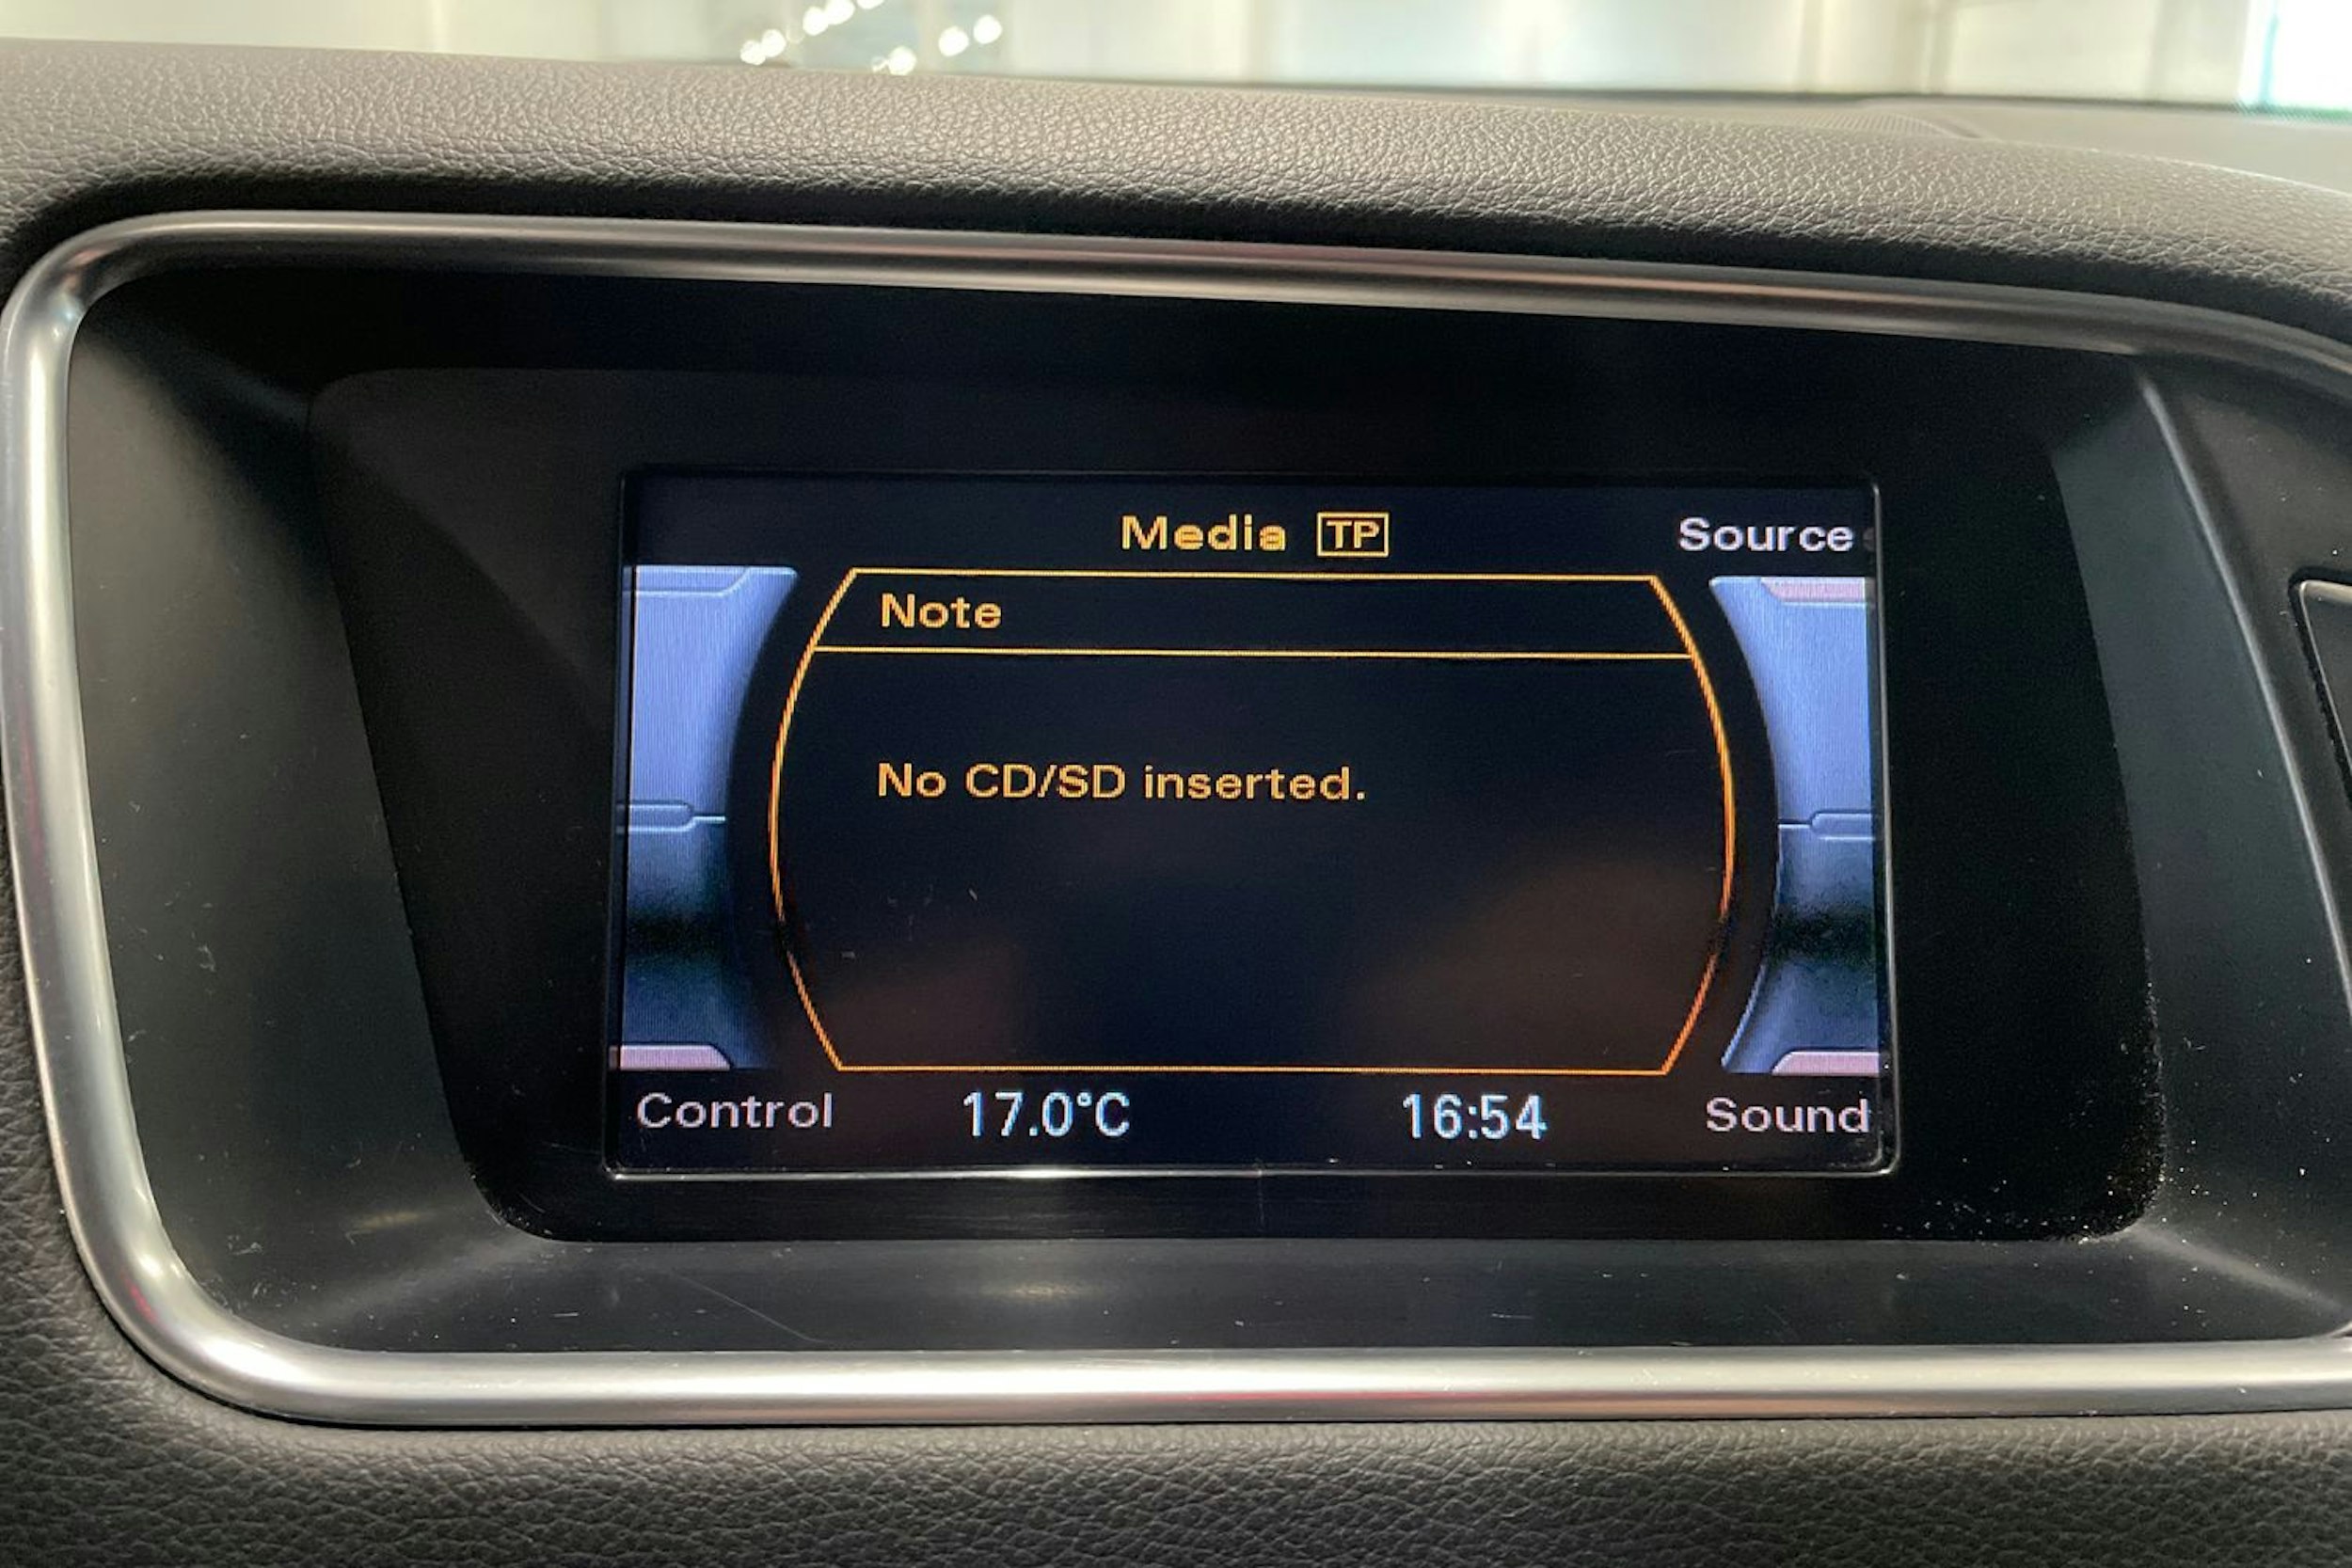 Media TP
Source
Note
No CD/SD inserted.
Control
17.0°C
16:54
Sound